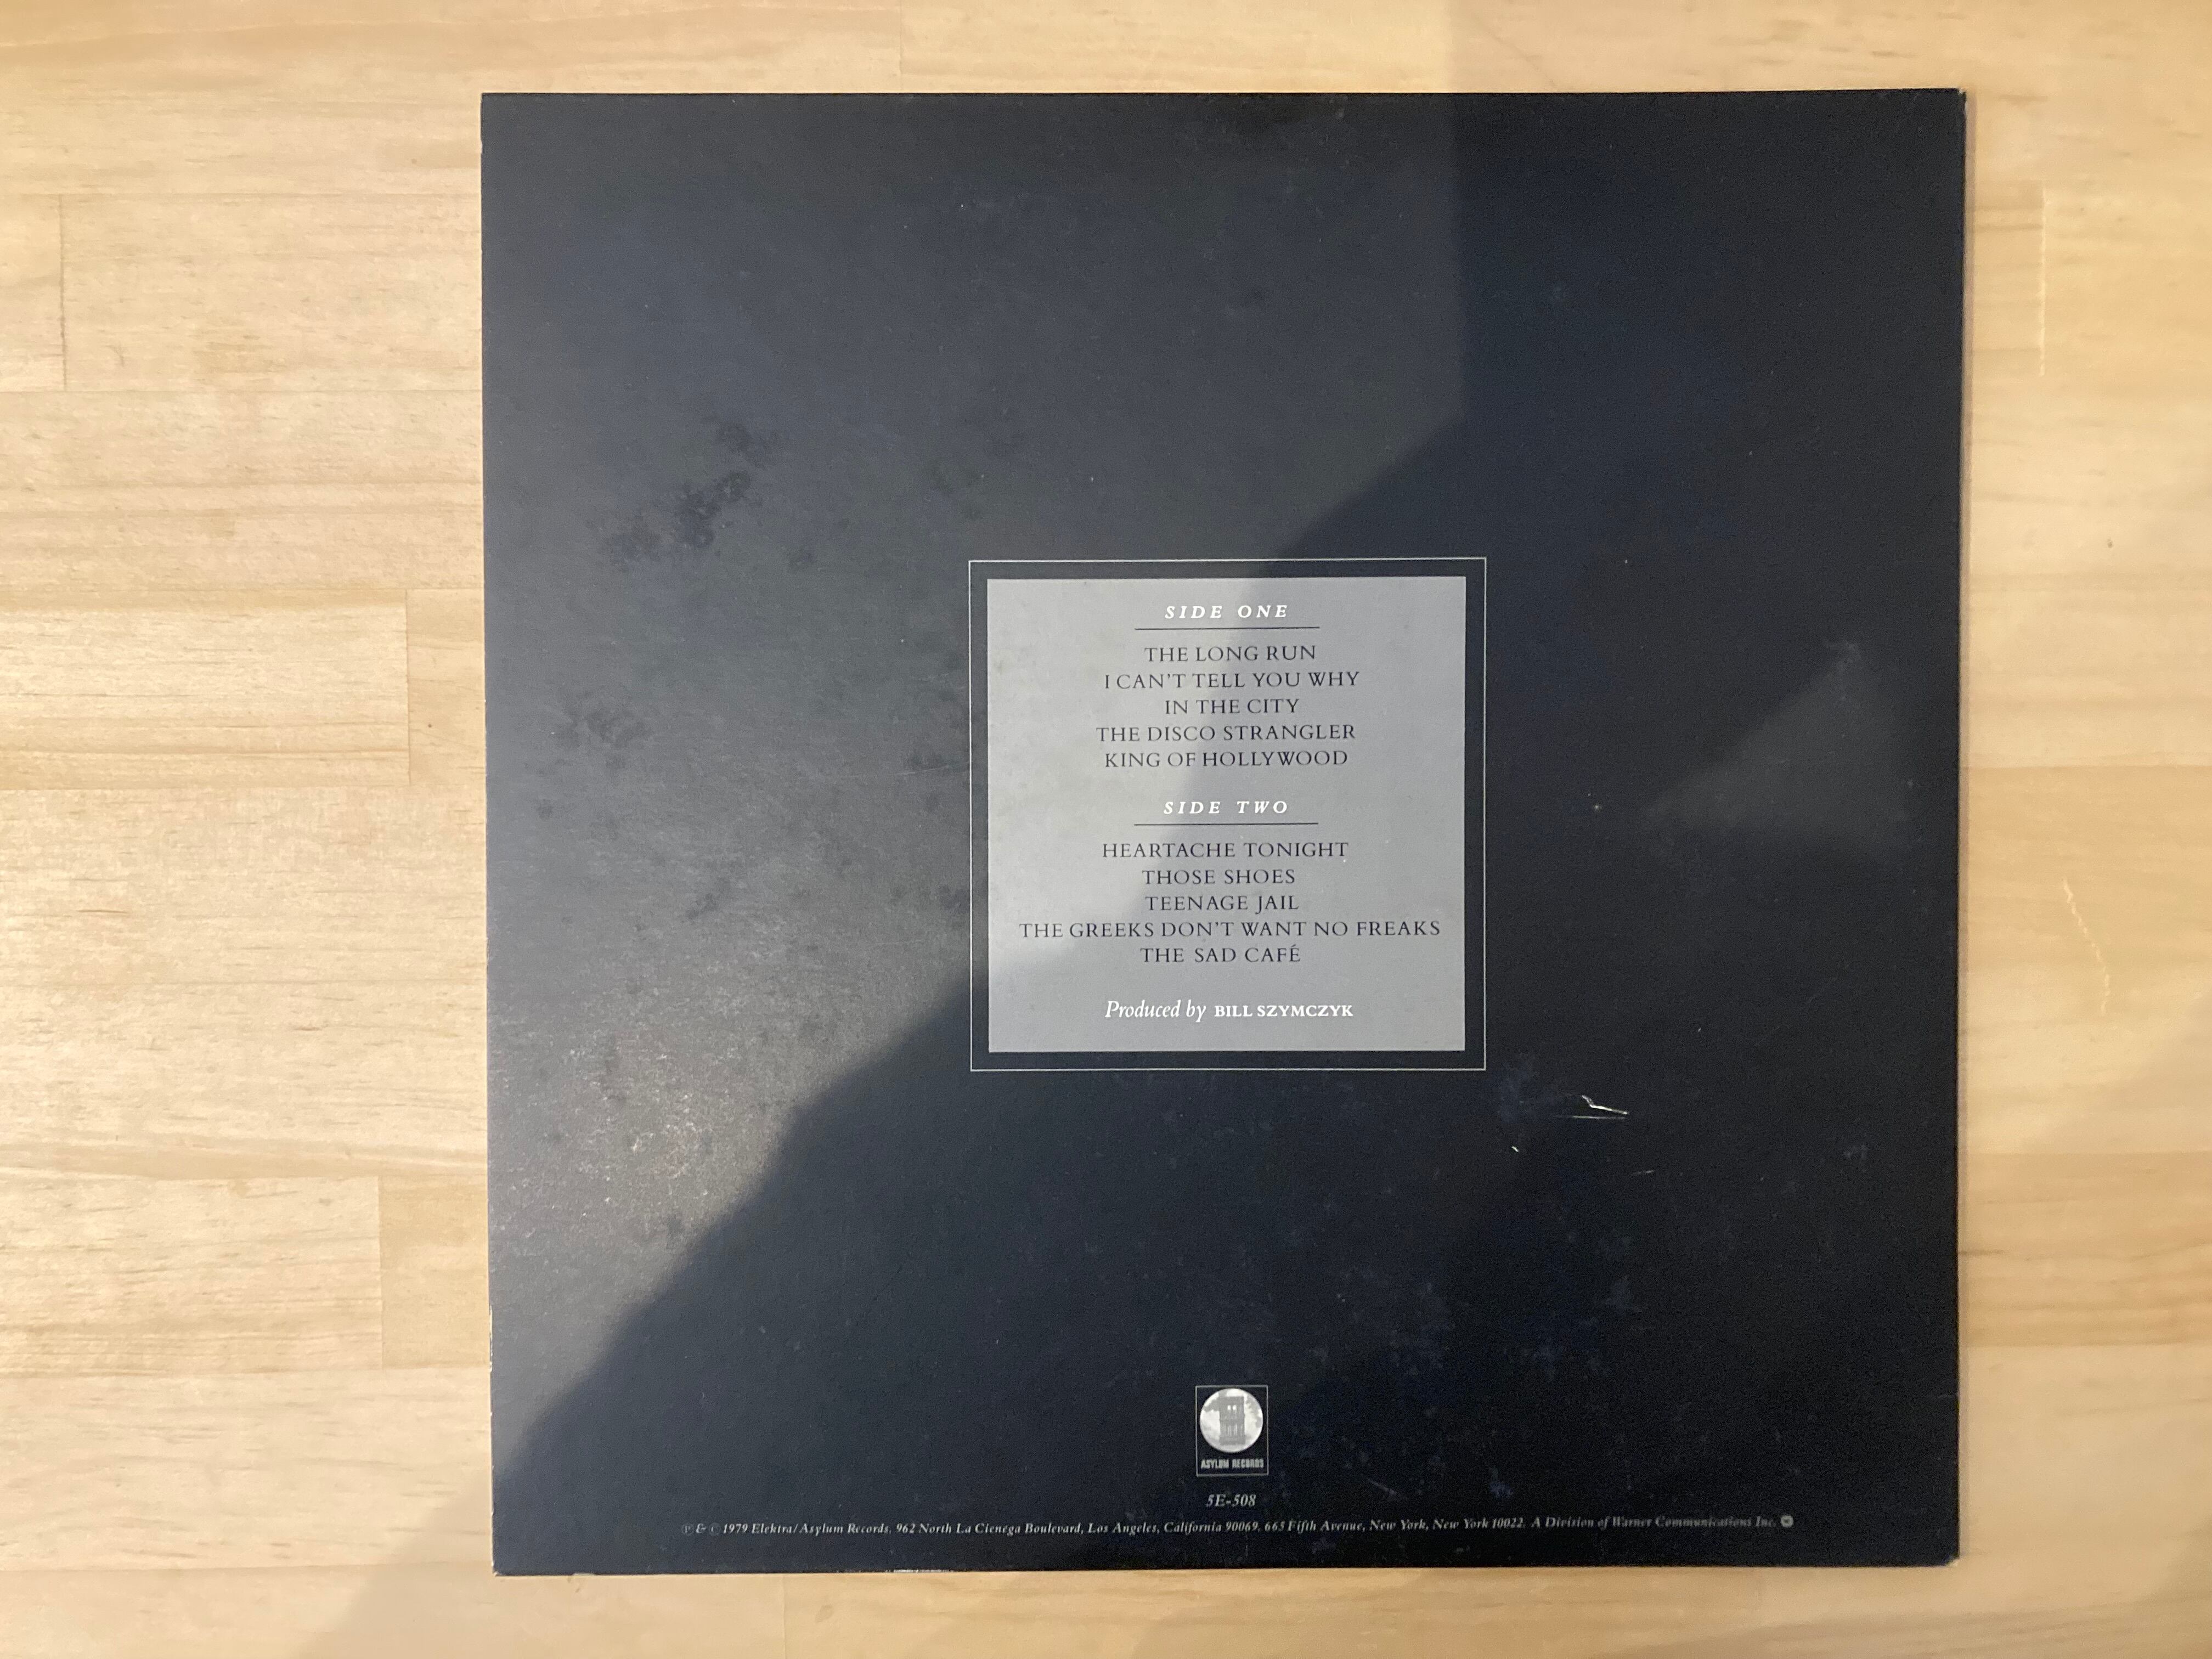 SIDE ONE
THE LONG RUN
I CAN'T TELL YOU WHY
IN THE CITY
THE DISCO STRANGLER
KING OF HOLLYWOOD
SIDE TWO
HEARTACHE TONIGHT
THOSE SHOES
TEENAGE JAIL
THE GREEKS DON'T WANT NO FREAKS
THE SAD CAFÉ
Produced by BILL SZYMCZYK
ASYLUM RECORDS
5E-508
℗ & © 1979 Elektra/Asylum Records, 962 North La Cienega Boulevard, Los Angeles, California 90069. 665 Fifth Avenue, New York, New York 10022. A Division of Warner Communications Inc.